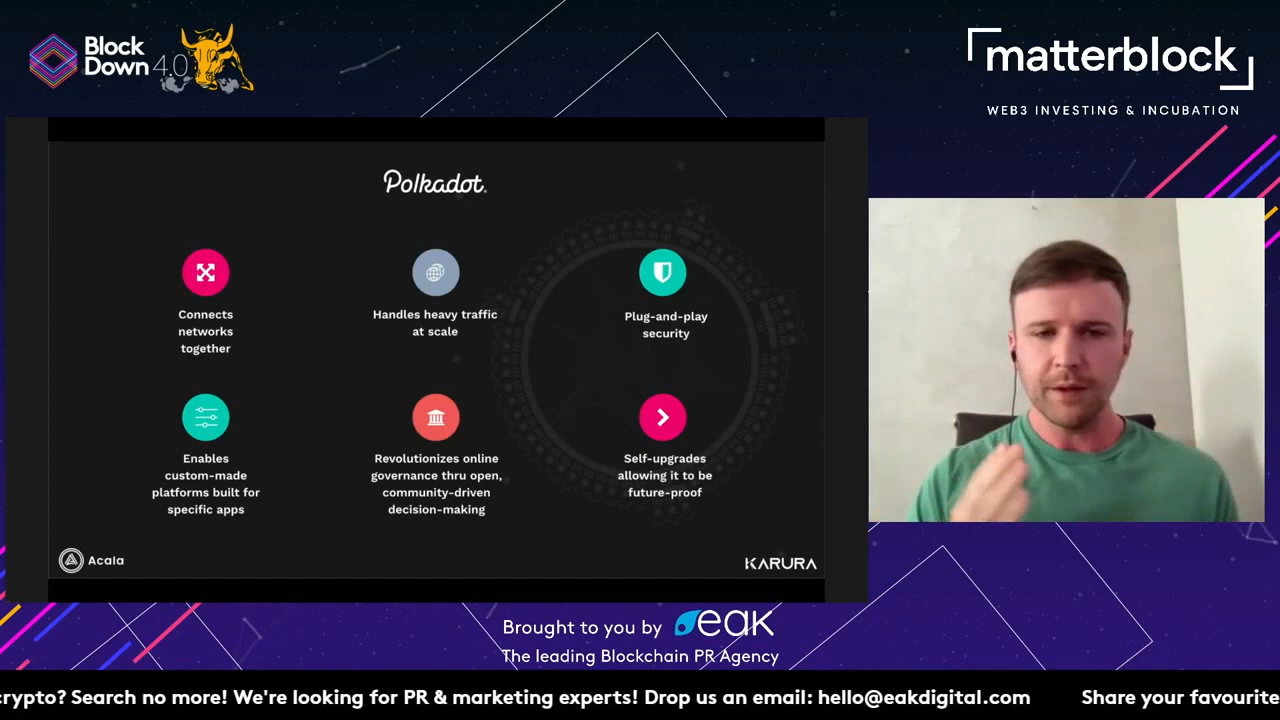 Block
Down 4.0
matterblock
WEB3 INVESTING & INCUBATION
Polkadot.
Connects
networks
together
Handles heavy traffic
at scale
Plug-and-play
security
Enables
custom-made
platforms built for
specific apps
Revolutionizes online
governance thru open,
community-driven
decision-making
Self-upgrades
allowing it to be
future-proof
Acala
KARURA
Brought to you by eak
The leading Blockchain PR Agency
crypto? Search no more! We're looking for PR & marketing experts! Drop us an email: hello@eakdigital.com Share your favourite